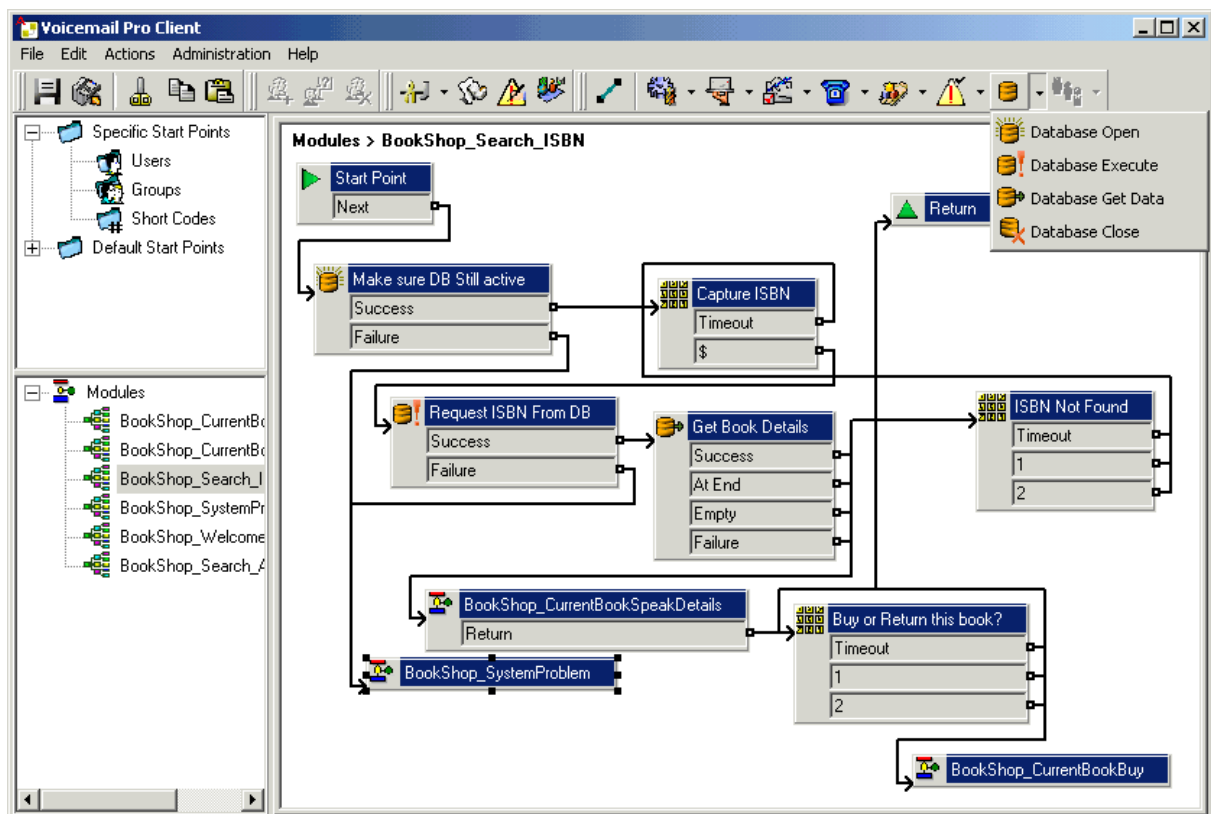 Voicemail Pro Client
File Edit Actions Administration Help
Specific Start Points
Users
Groups
Short Codes
Default Start Points
Modules
BookShop_CurrentBo
BookShop_CurrentBo
BookShop_Search_I
BookShop_SystemPr
BookShop_Welcome
BookShop_Search_A
Modules > BookShop_Search_ISBN
Start Point
Next
Return
Database Open
Database Execute
Database Get Data
Database Close
Make sure DB Still active
Success
Failure
Capture ISBN
Timeout
$
Request ISBN From DB
Success
Failure
Get Book Details
Success
At End
Empty
Failure
ISBN Not Found
Timeout
1
2
BookShop_CurrentBookSpeakDetails
Return
BookShop_SystemProblem
Buy or Return this book?
Timeout
1
2
BookShop_CurrentBookBuy